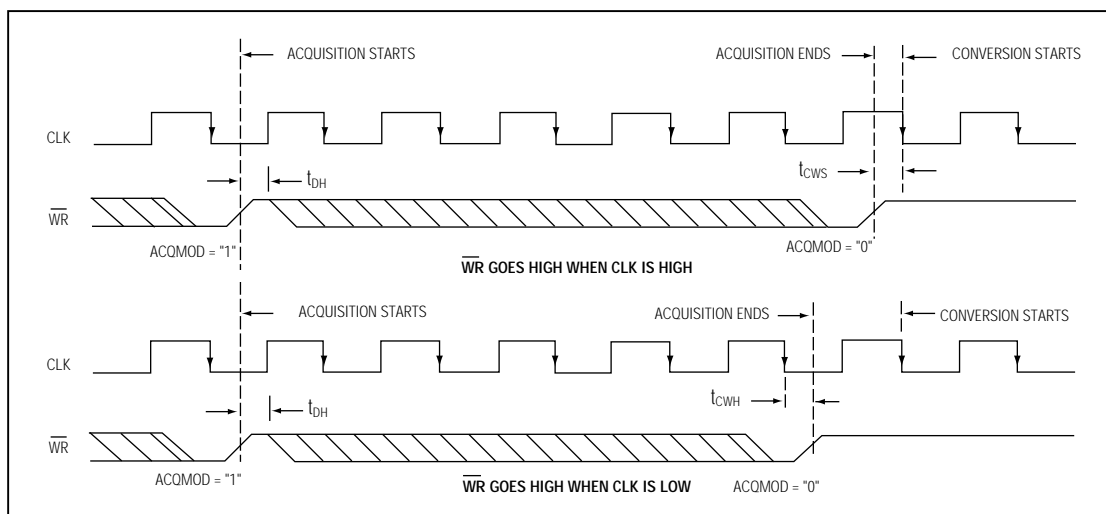 ACQUISITION STARTS
ACQUISITION ENDS
CONVERSION STARTS
CLK
tDH
tCWS
WR
ACQMOD = "1"
ACQMOD = "0"
WR GOES HIGH WHEN CLK IS HIGH
ACQUISITION STARTS
ACQUISITION ENDS
CONVERSION STARTS
CLK
tDH
tCWH
WR
ACQMOD = "1"
WR GOES HIGH WHEN CLK IS LOW
ACQMOD = "0"